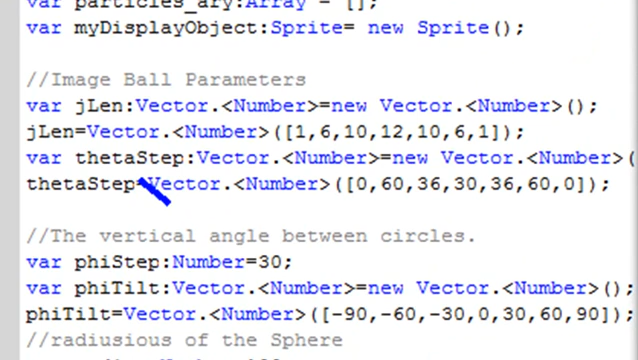 var particles_ary:Array = [];
var myDisplayObject:Sprite= new Sprite();
//Image Ball Parameters
var jLen:Vector.<Number>=new Vector.<Number>();
jLen=Vector.<Number>([1,6,10,12,10,6,1]);
var thetaStep:Vector.<Number>=new Vector.<Number>(
thetaStep=Vector.<Number>([0,60,36,30,36,60,0]);
//The vertical angle between circles.
var phiStep:Number=30;
var phiTilt:Vector.<Number>=new Vector.<Number>();
phiTilt=Vector.<Number>([-90,-60,-30,0,30,60,90]);
//radiusious of the Sphere